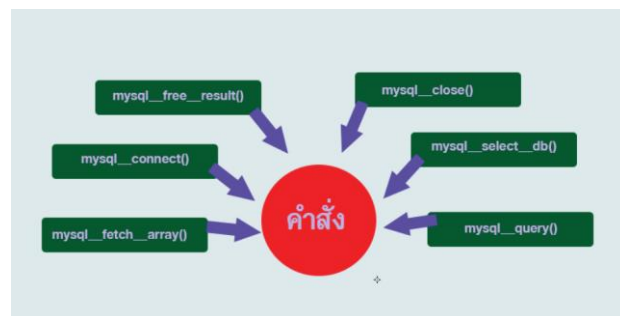 mysql__free__result()
mysql__close()
mysql__connect()
mysql__select__db()
คำสั่ง
mysql__fetch__array()
mysql__query()